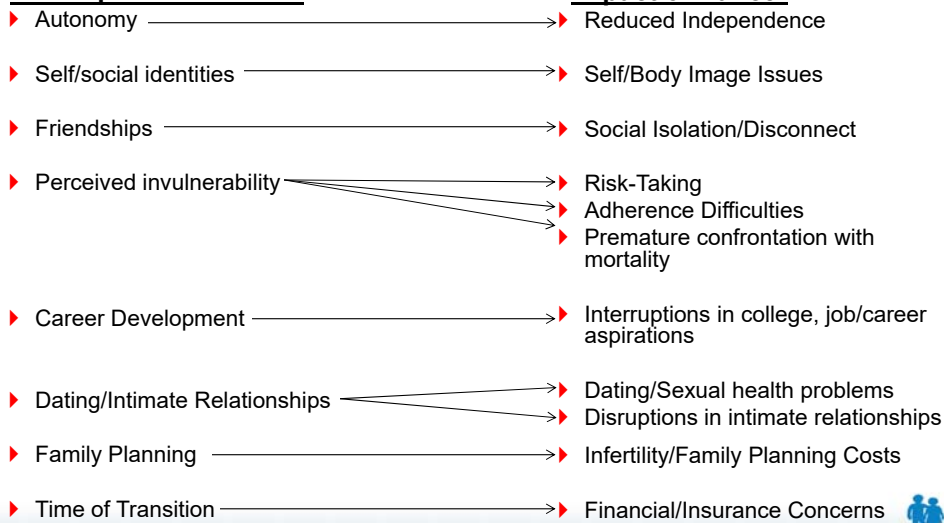 Autonomy
Reduced Independence
Self/social identities
Self/Body Image Issues
Friendships
Social Isolation/Disconnect
Perceived invulnerability
Risk-Taking
Adherence Difficulties
Premature confrontation with
mortality
Career Development
Interruptions in college, job/career
aspirations
Dating/Intimate Relationships
Dating/Sexual health problems
Disruptions in intimate relationships
Family Planning
Infertility/Family Planning Costs
Time of Transition
Financial/Insurance Concerns